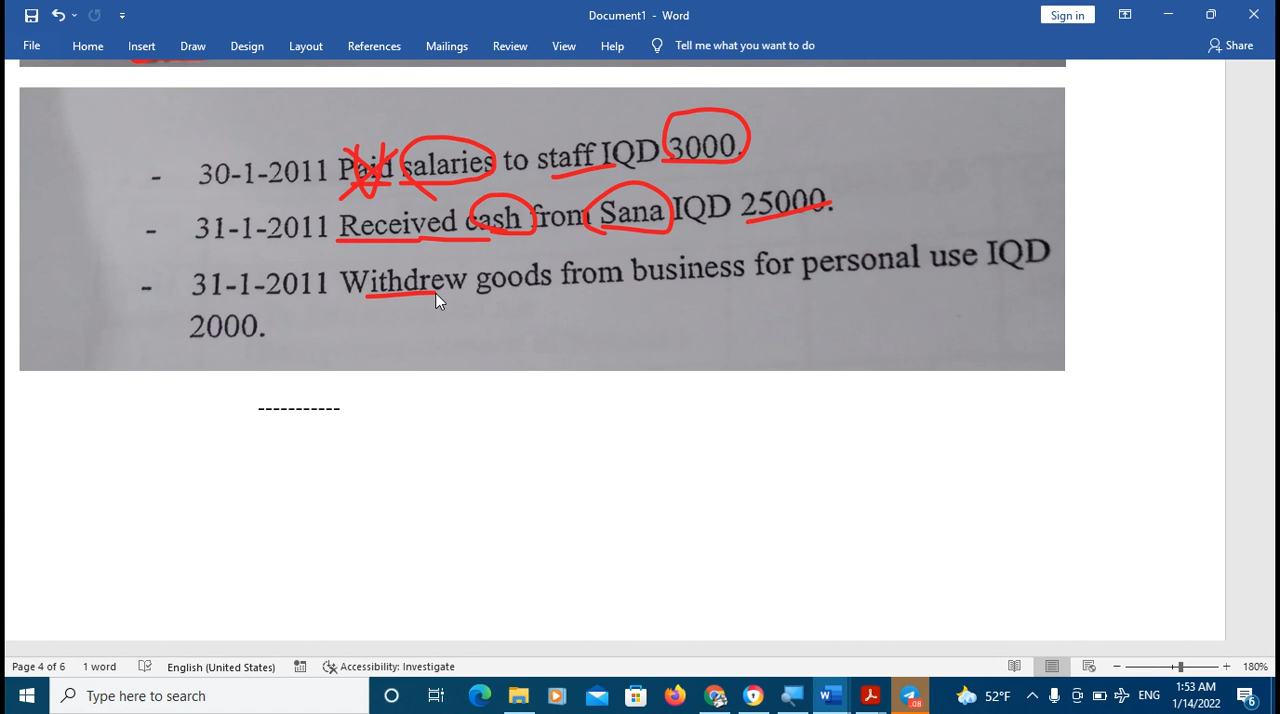 Document1 - Word
Sign in
File Home Insert Draw Design Layout References Mailings Review View Help Tell me what you want to do Share
- 30-1-2011 Paid salaries to staff IQD 3000.
- 31-1-2011 Received cash from Sana IQD 25000.
- 31-1-2011 Withdrew goods from business for personal use IQD
2000.
-----------
Page 4 of 6 1 word English (United States) Accessibility: Investigate 180%
Type here to search 52°F ENG 1:53 AM
1/14/2022
.08
6